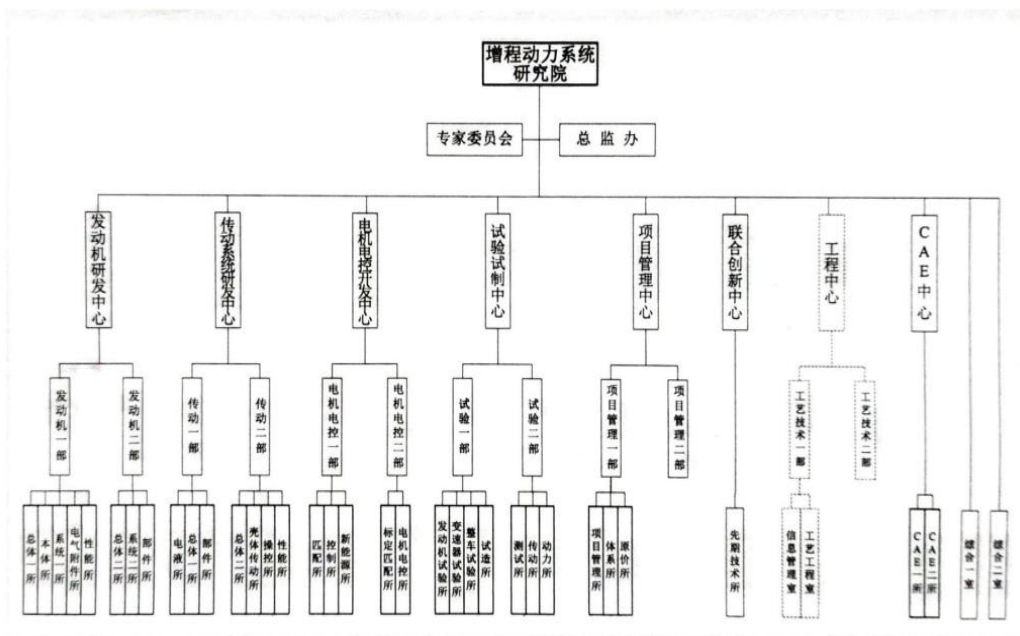 增程动力系统
研究院
专家委员会
总监办
发动机研发中心
传动系统研发中心
电机电控开发中心
试验试制中心
项目管理中心
联合创新中心
工程中心
CAE中心
发动机一部
发动机二部
传动一部
传动二部
电机电控一部
电机电控二部
试验一部
试验二部
项目管理一部
项目管理二部
工艺技术一部
工艺技术二部
总体一所
本体一所
系统一所
电气附件所
性能所
总体二所
系统二所
部件所
电液所
部件所
总体二所
壳体传动所
操控所
性能所
匹配所
控制所
新能源所
标定匹配所
电机电控所
发动机试验所
变速器试验所
整车试验所
试造所
测试所
传动所
动力所
项目管理所
体系所
原价所
先期技术所
信息管理室
工艺工程室
CAE一所
CAE二所
综合一室
综合二室